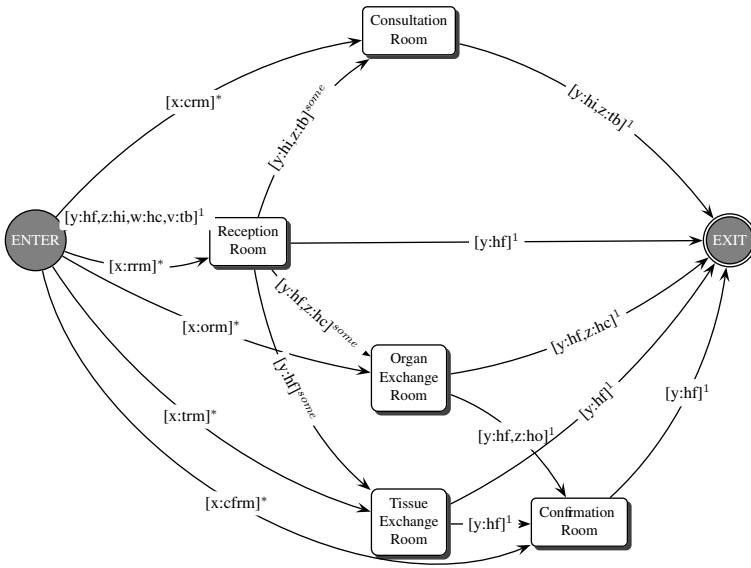 Consultation
Room
[x:crm]*
[y:hi,z:tb]some
[y:hi,z:tb]1
[y:hf,z:hi,w:hc,v:tb]1
ENTER
Reception
Room
[y:hf]1
EXIT
[x:rrm]*
[y:hf,z:hc]some
[x:orm]*
[y:hf,z:hc]1
Organ
Exchange
Room
[y:hf]some
[y:hf]1
[y:hf]1
[x:trm]*
[y:hf,z:ho]1
[x:cfrm]*
Tissue
Exchange
Room
[y:hf]1
Confirmation
Room